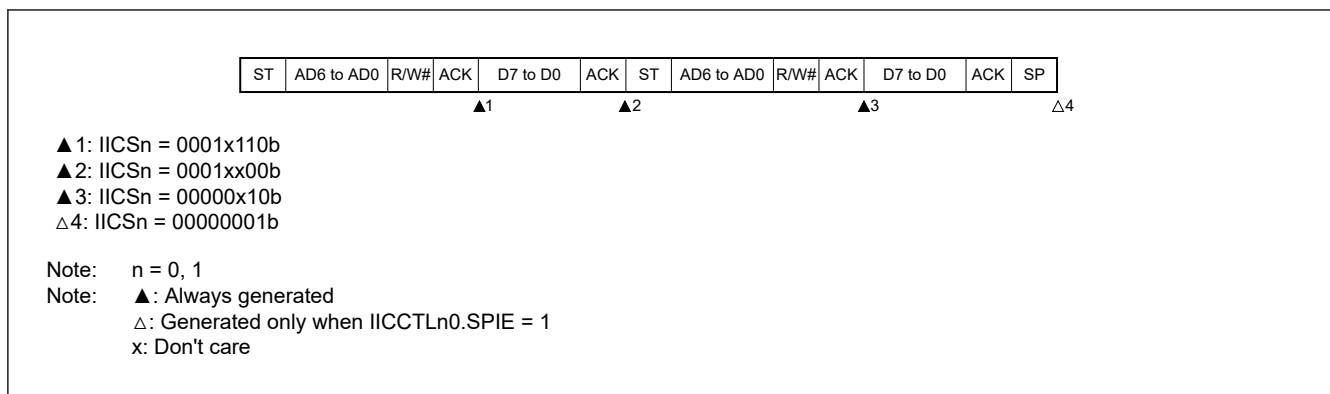 ST AD6 to AD0 R/W# ACK D7 to D0 ACK ST AD6 to AD0 R/W# ACK D7 to D0 ACK SP
▲1 ▲2 ▲3 △4
▲1: IICSn = 0001x110b
▲2: IICSn = 0001xx00b
▲3: IICSn = 00000x10b
△4: IICSn = 00000001b
Note: n = 0, 1
Note: ▲: Always generated
△: Generated only when IICCTLn0.SPIE = 1
x: Don't care